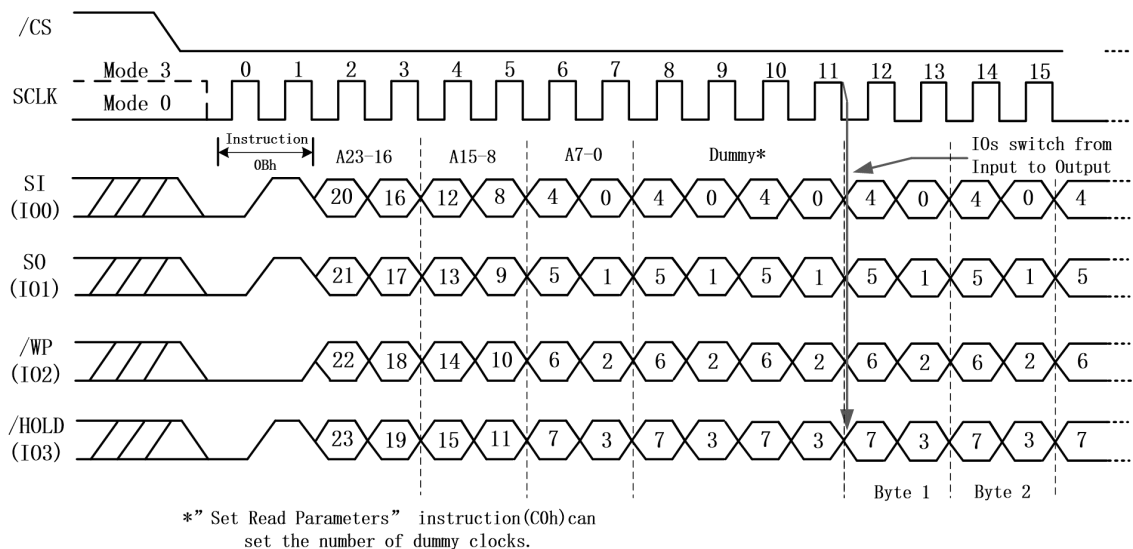 /CS
Mode 3 0 1 2 3 4 5 6 7 8 9 10 11 12 13 14 15
SCLK Mode 0
Instruction
0Bh A23-16 A15-8 A7-0 Dummy* IOs switch from
Input to Output
SI
(IO0) 20 16 12 8 4 0 4 0 4 0 4 0 4 0 4
SO
(IO1) 21 17 13 9 5 1 5 1 5 1 5 1 5 1 5
/WP
(IO2) 22 18 14 10 6 2 6 2 6 2 6 2 6 2 6
/HOLD
(IO3) 23 19 15 11 7 3 7 3 7 3 7 3 7 3 7
Byte 1 Byte 2
*” Set Read Parameters” instruction(C0h)can
set the number of dummy clocks.